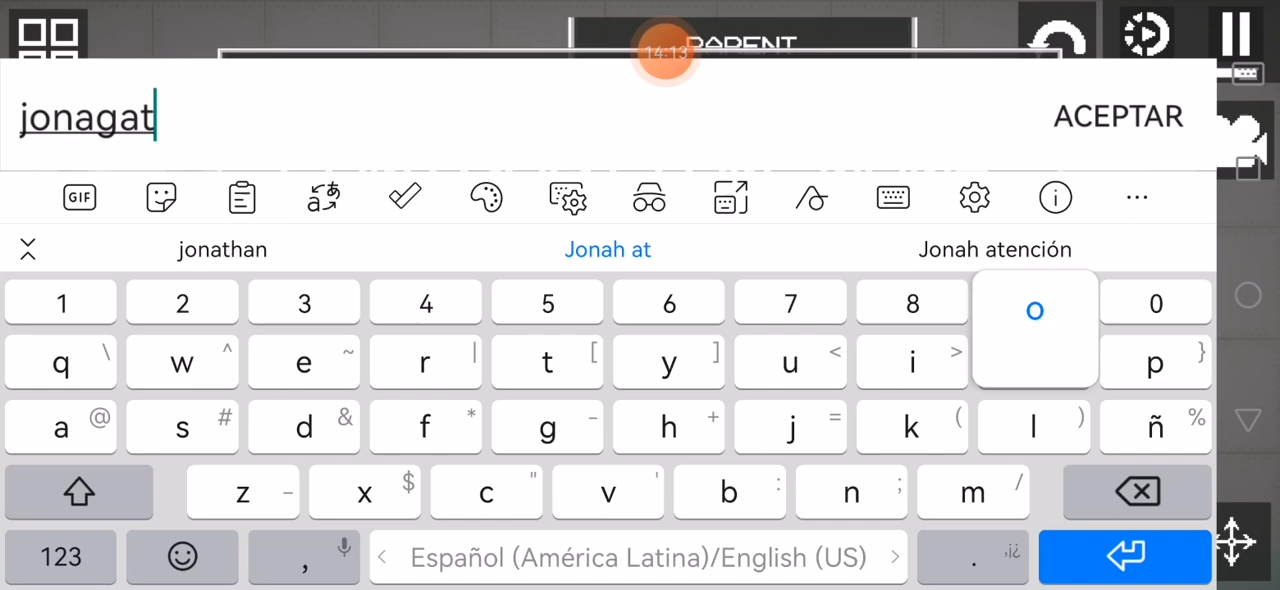 PARENT
14:13
jonagat
ACEPTAR
GIF
jonathan
Jonah at
Jonah atención
1 2 3 4 5 6 7 8 0
q \ w ^ e ~ r | t [ y ] u < i > o p }
a @ s # d & f * g - h + j = k ( l ) ñ %
z _ x $ c " v ' b : n ; m /
123 , < Español (América Latina)/English (US) > . ,i¿